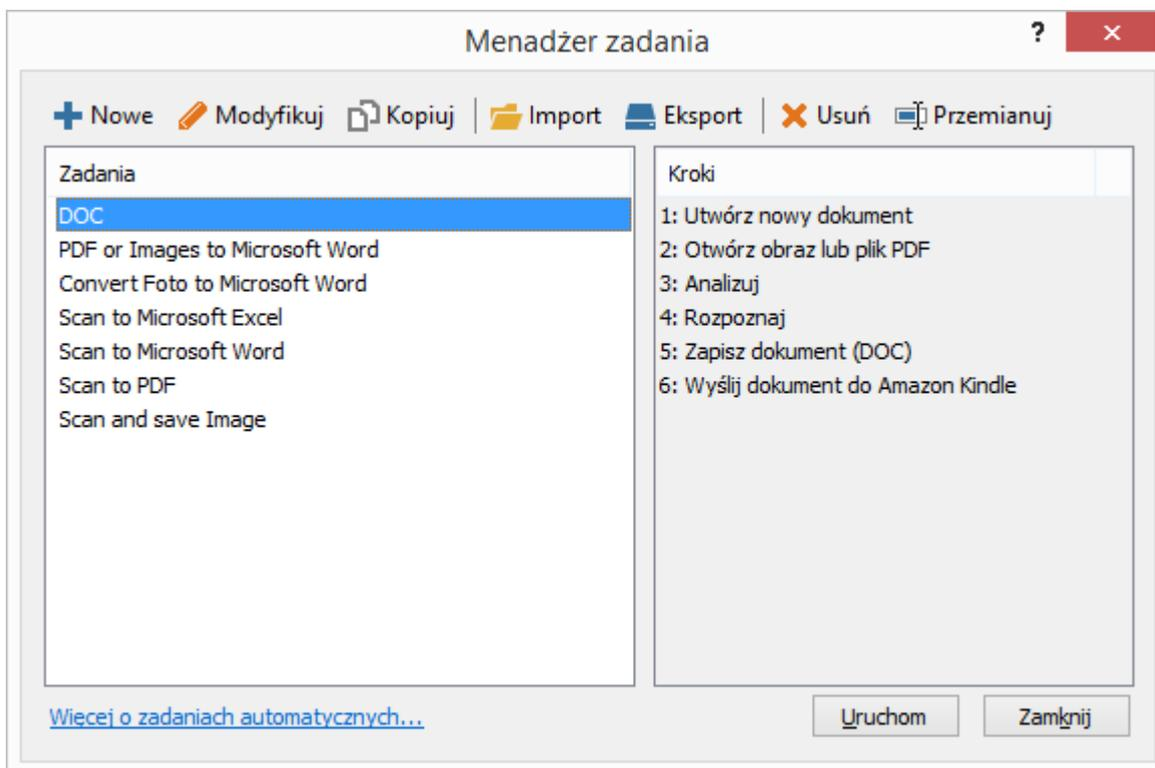 Menadżer zadania ?
Nowe Modyfikuj Kopiuj Import Eksport Usuń Przemianuj
Zadania
DOC
PDF or Images to Microsoft Word
Convert Foto to Microsoft Word
Scan to Microsoft Excel
Scan to Microsoft Word
Scan to PDF
Scan and save Image
Kroki
1: Utwórz nowy dokument
2: Otwórz obraz lub plik PDF
3: Analizuj
4: Rozpoznaj
5: Zapisz dokument (DOC)
6: Wyślij dokument do Amazon Kindle
Więcej o zadaniach automatycznych...
Uruchom Zamknij